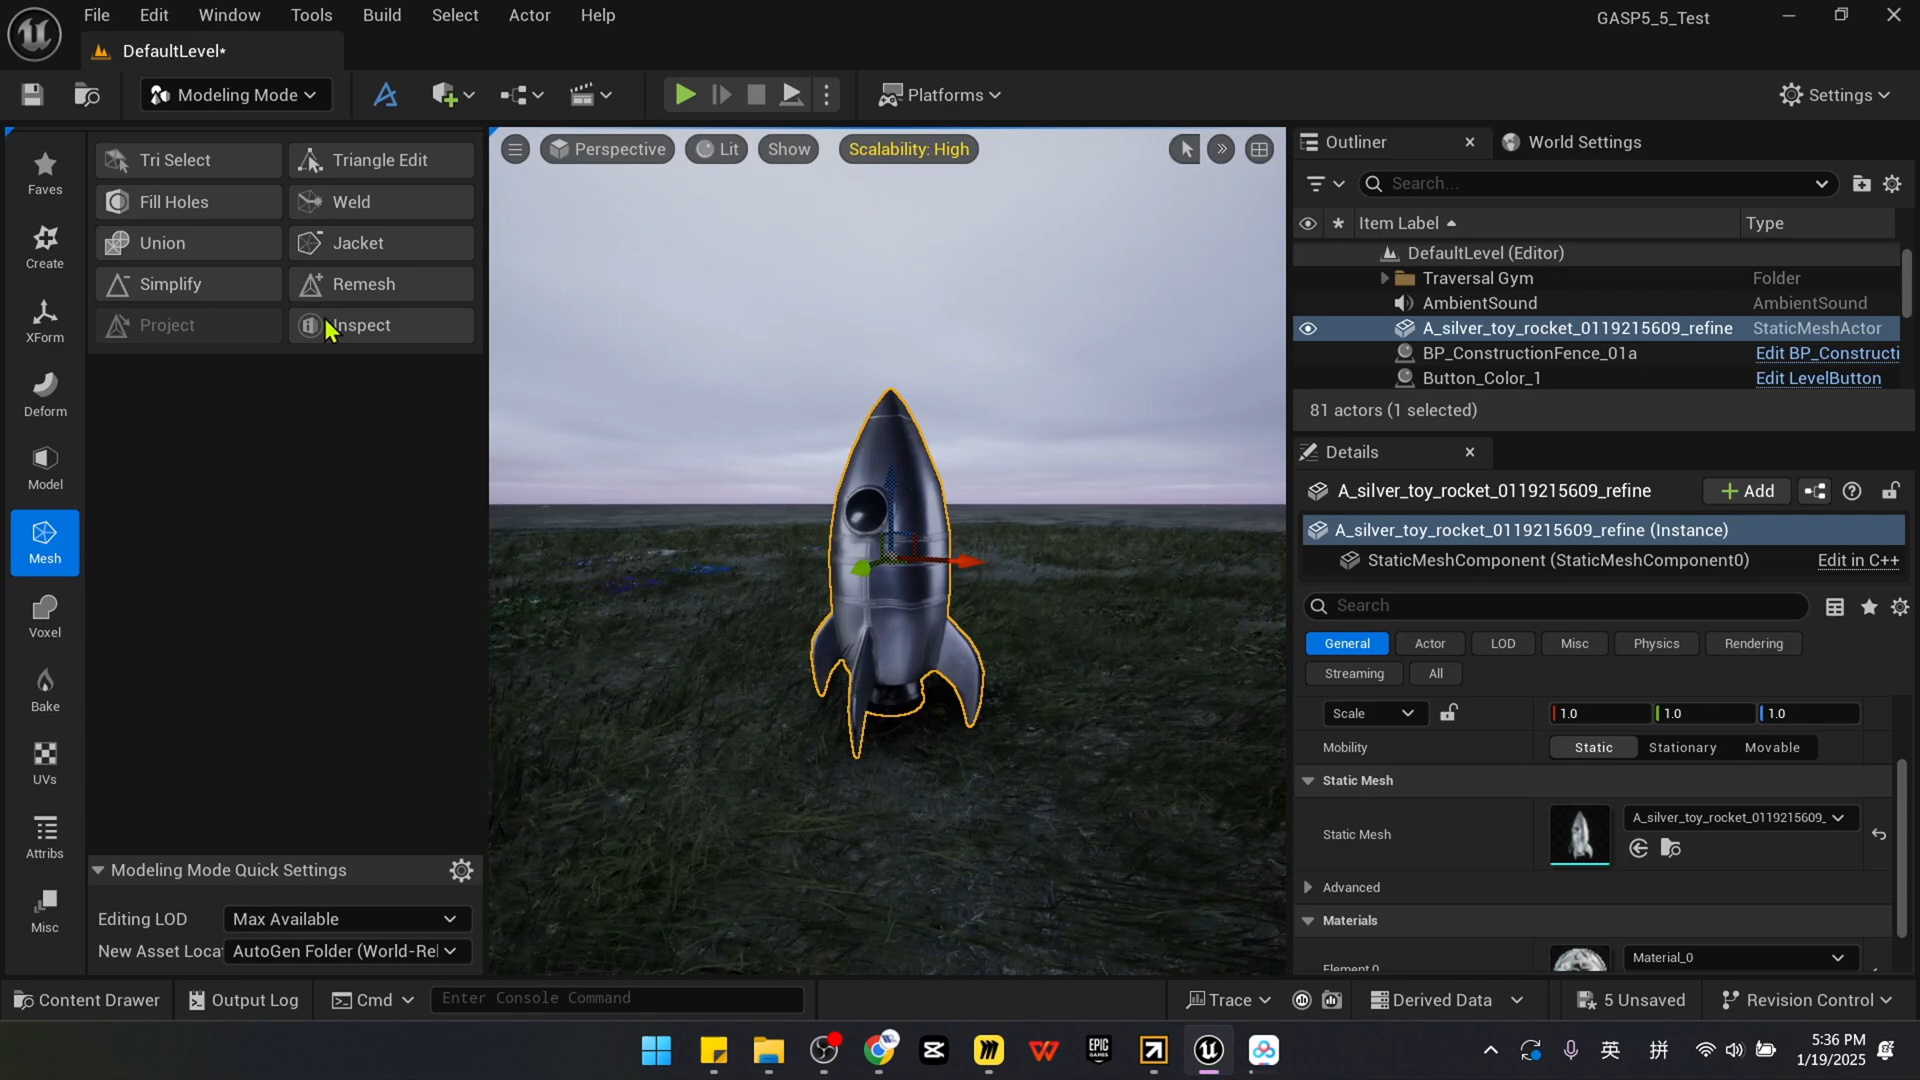 File Edit Window Tools Build Select Actor Help
GASP5_5_Test
DefaultLevel*
Modeling Mode
Platforms
Settings
Faves
Create
XForm
Deform
Model
Mesh
Voxel
Bake
UVs
Attribs
Misc
Tri Select Triangle Edit
Fill Holes Weld
Union Jacket
Simplify Remesh
Project Inspect
Modeling Mode Quick Settings
Editing LOD Max Available
New Asset Locat AutoGen Folder (World-Rel
Perspective Lit Show Scalability: High
Outliner World Settings
Search...
Item Label Type
DefaultLevel (Editor)
Traversal Gym Folder
AmbientSound AmbientSound
A_silver_toy_rocket_0119215609_refine StaticMeshActor
BP_ConstructionFence_01a Edit BP_Constructi
Button_Color_1 Edit LevelButton
81 actors (1 selected)
Details
A_silver_toy_rocket_0119215609_refine Add
A_silver_toy_rocket_0119215609_refine (Instance)
StaticMeshComponent (StaticMeshComponent0) Edit in C++
Search
General Actor LOD Misc Physics Rendering
Streaming All
Scale 1.0 1.0 1.0
Mobility Static Stationary Movable
Static Mesh
Static Mesh A_silver_toy_rocket_0119215609_
Advanced
Materials
Element 0 Material_0
Content Drawer Output Log Cmd Enter Console Command Trace Derived Data 5 Unsaved Revision Control
EPIC GAMES
英 拼
5:36 PM
1/19/2025